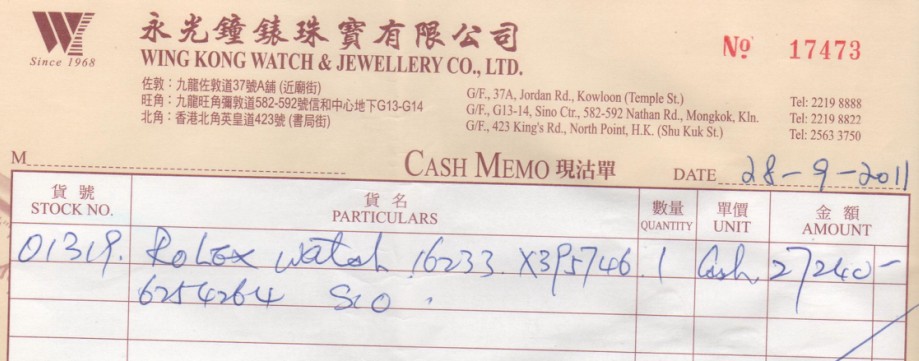 W
Since 1968
永光鐘錶珠寶有限公司
WING KONG WATCH & JEWELLERY CO., LTD.
№ 17473
佐敦：九龍佐敦道37號A舖 (近廟街)
旺角：九龍旺角彌敦道582-592號信和中心地下G13-G14
北角：香港北角英皇道423號 (書局街)
G/F., 37A, Jordan Rd., Kowloon (Temple St.)
G/F., G13-14, Sino Ctr., 582-592 Nathan Rd., Mongkok, Kln.
G/F., 423 King's Rd., North Point, H.K. (Shu Kuk St.)
Tel: 2219 8888
Tel: 2219 8822
Tel: 2563 3750
M
CASH MEMO 現沽單
DATE 28-9-2011
貨號 貨名 數量 單價 金額
STOCK NO. PARTICULARS QUANTITY UNIT AMOUNT
01319. Rolex Watch 16233 X395746 1 Cash 27240-
6254264